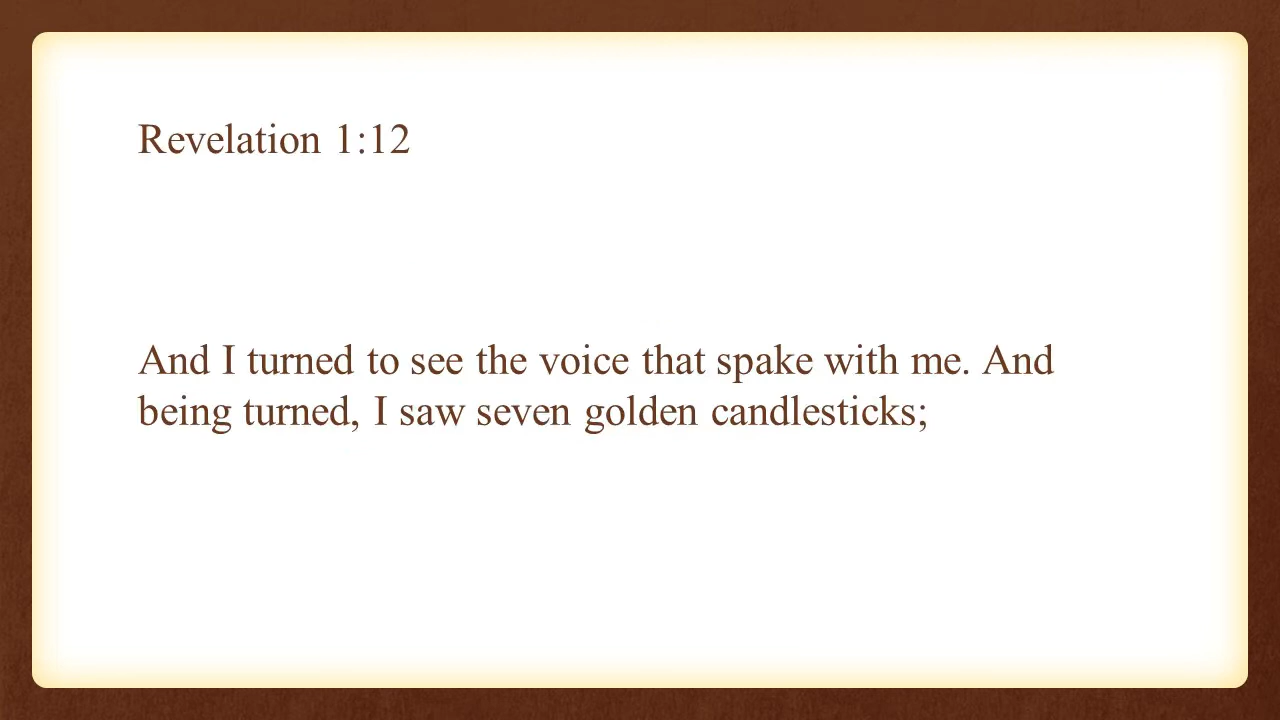 Revelation 1:12
And I turned to see the voice that spake with me. And
being turned, I saw seven golden candlesticks;